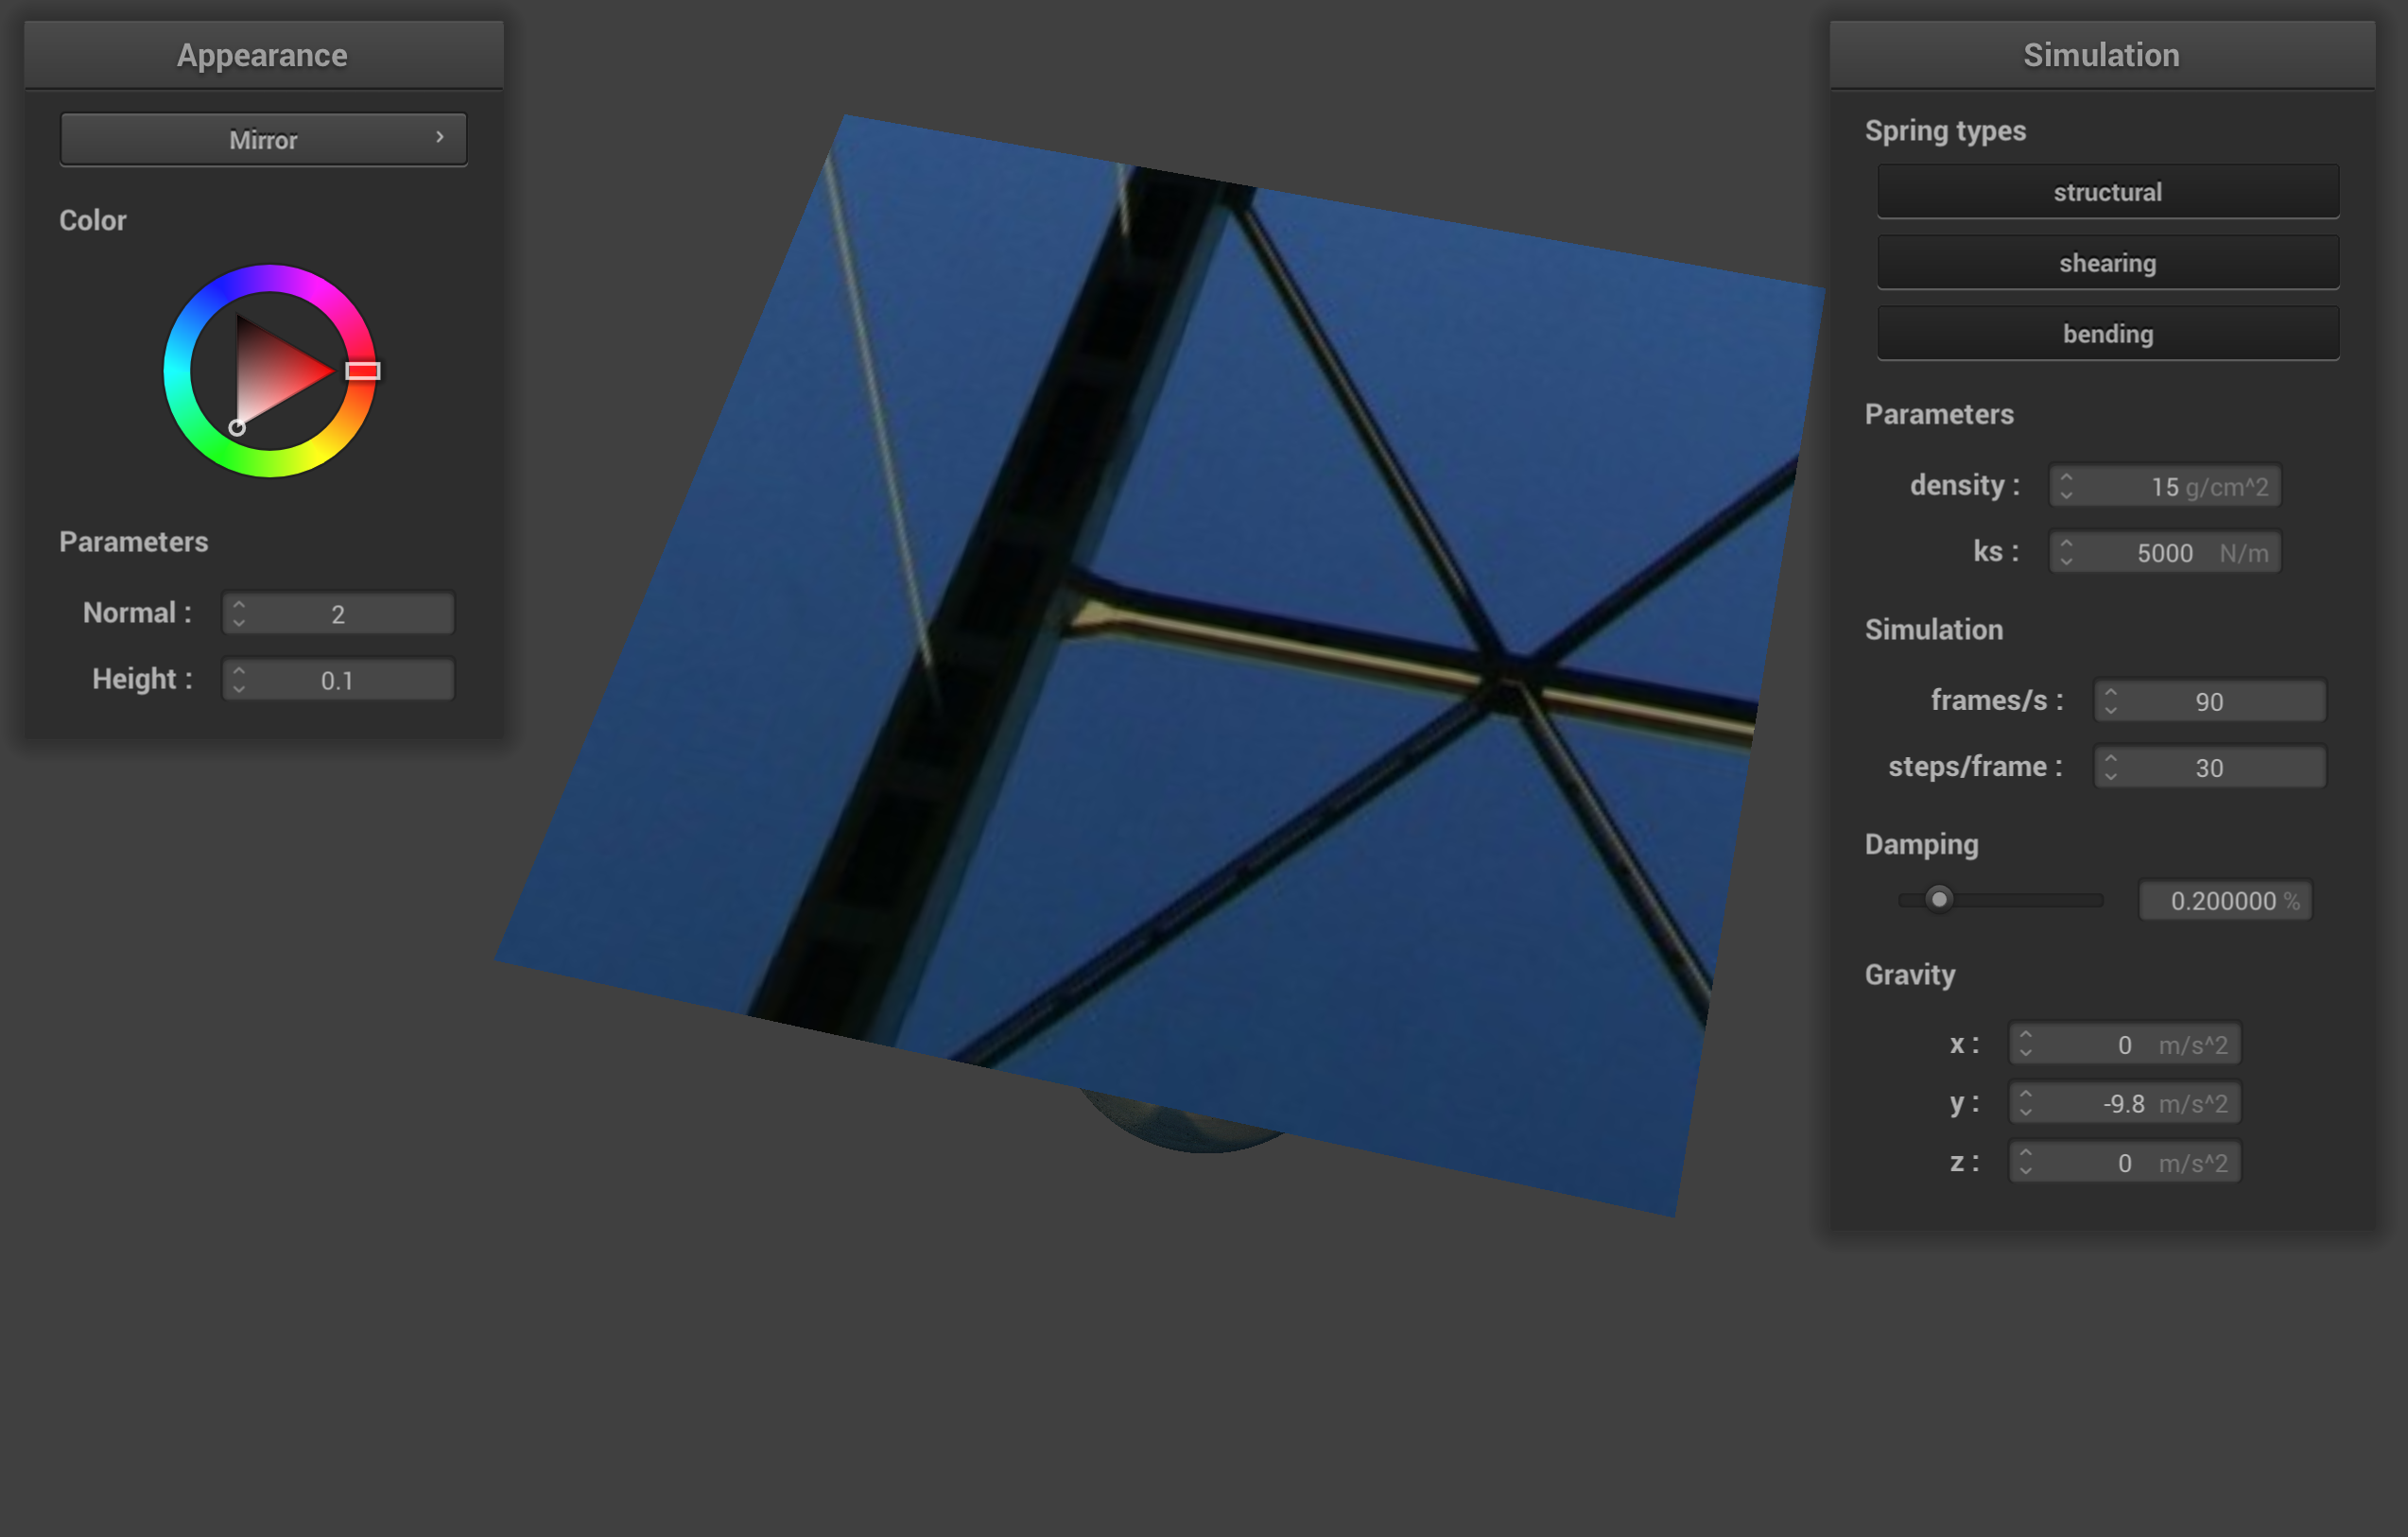 Appearance
Mirror
Color
Parameters
Normal : 2
Height : 0.1
Simulation
Spring types
structural
shearing
bending
Parameters
density : 15 g/cm^2
ks : 5000 N/m
Simulation
frames/s : 90
steps/frame : 30
Damping
0.200000 %
Gravity
x : 0 m/s^2
y : -9.8 m/s^2
z : 0 m/s^2